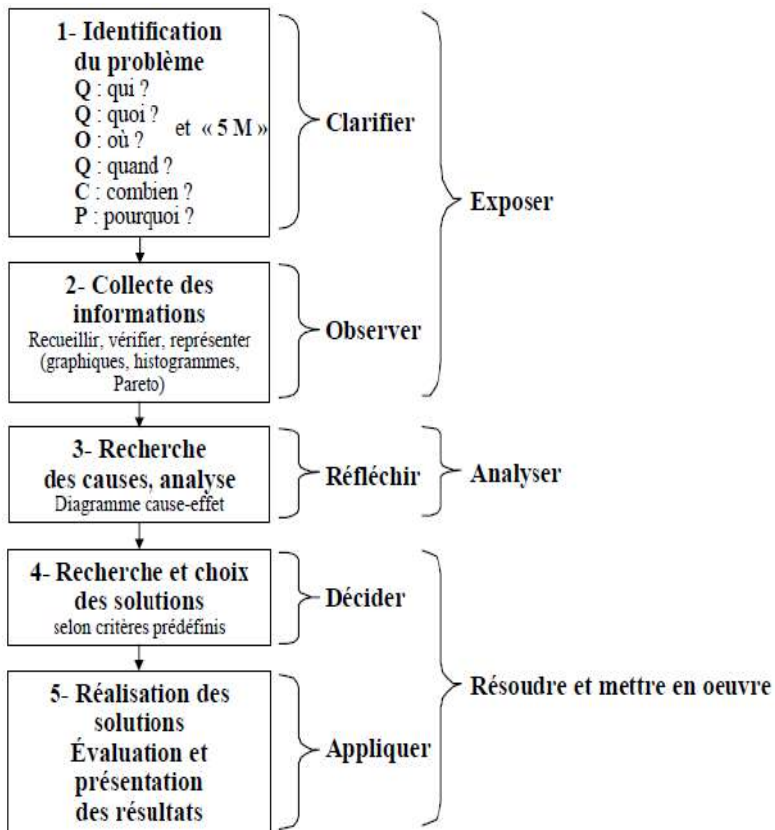 1- Identification
du problème
Q : qui ?
Q : quoi ?
O : où ?
Q : quand ?
C : combien ?
P : pourquoi ?
et « 5 M »
Clarifier
2- Collecte des
informations
Recueillir, vérifier, représenter
(graphiques, histogrammes,
Pareto)
Observer
Exposer
3- Recherche
des causes, analyse
Diagramme cause-effet
Réfléchir
Analyser
4- Recherche et choix
des solutions
selon critères prédéfinis
Décider
5- Réalisation des
solutions
Évaluation et
présentation
des résultats
Appliquer
Résoudre et mettre en oeuvre